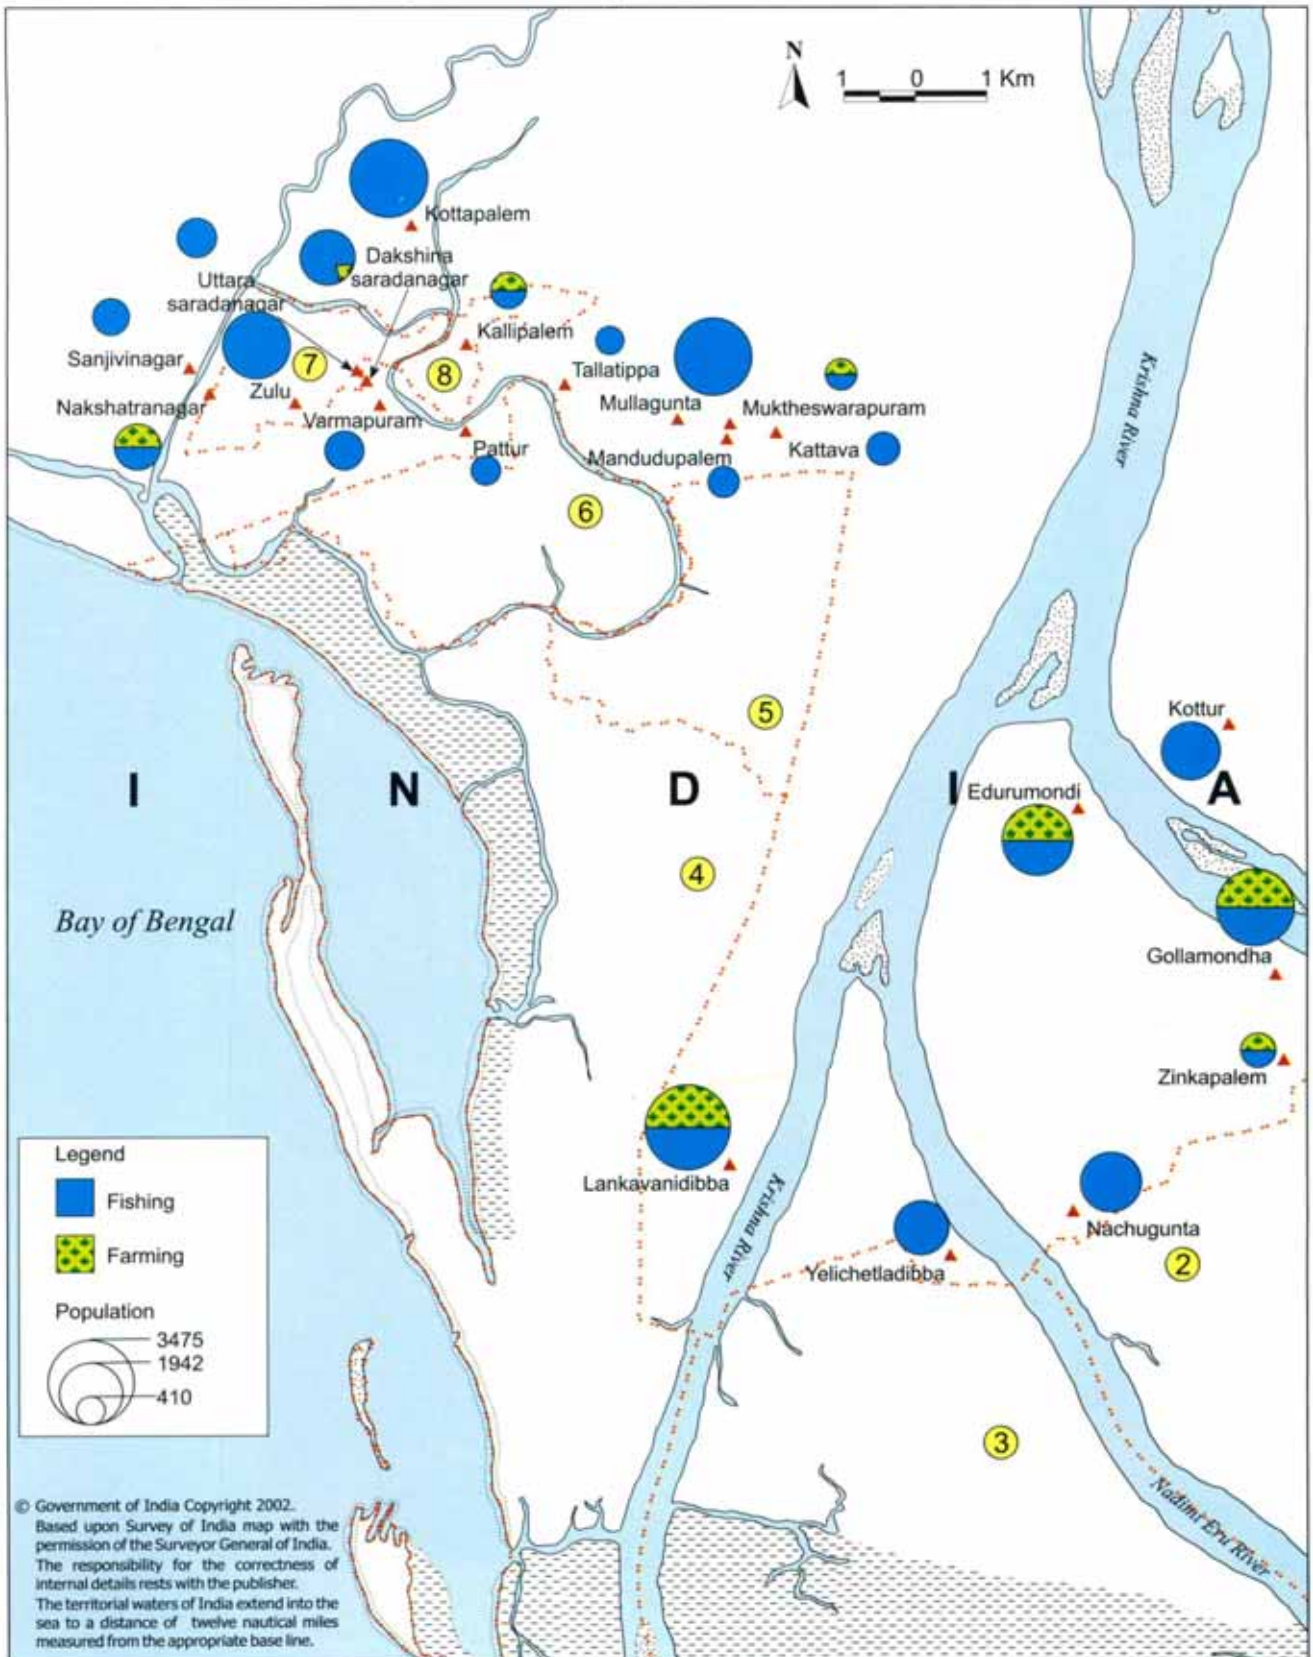 N
1 0 1 Km
Kottapalem
Dakshina
saradanagar
Uttara
saradanagar
Kallipalem
Sanjivinagar
7
8
Tallatippa
Nakshatranagar
Zulu
Mullagunta
Muktheswarapuram
Varmapuram
Pattur
Mandudupalem
Kattava
Krishna River
6
5
Kottur
I N D I A
Edurumondi
4
Bay of Bengal
Gollamondha
Zinkapalem
Lankavanidibba
Krishna River
Nachugunta
Yelichetladibba
2
3
Nadimi Eru River
Legend
Fishing
Farming
Population
3475
1942
410
© Government of India Copyright 2002.
Based upon Survey of India map with the
permission of the Surveyor General of India.
The responsibility for the correctness of
internal details rests with the publisher.
The territorial waters of India extend into the
sea to a distance of twelve nautical miles
measured from the appropriate base line.